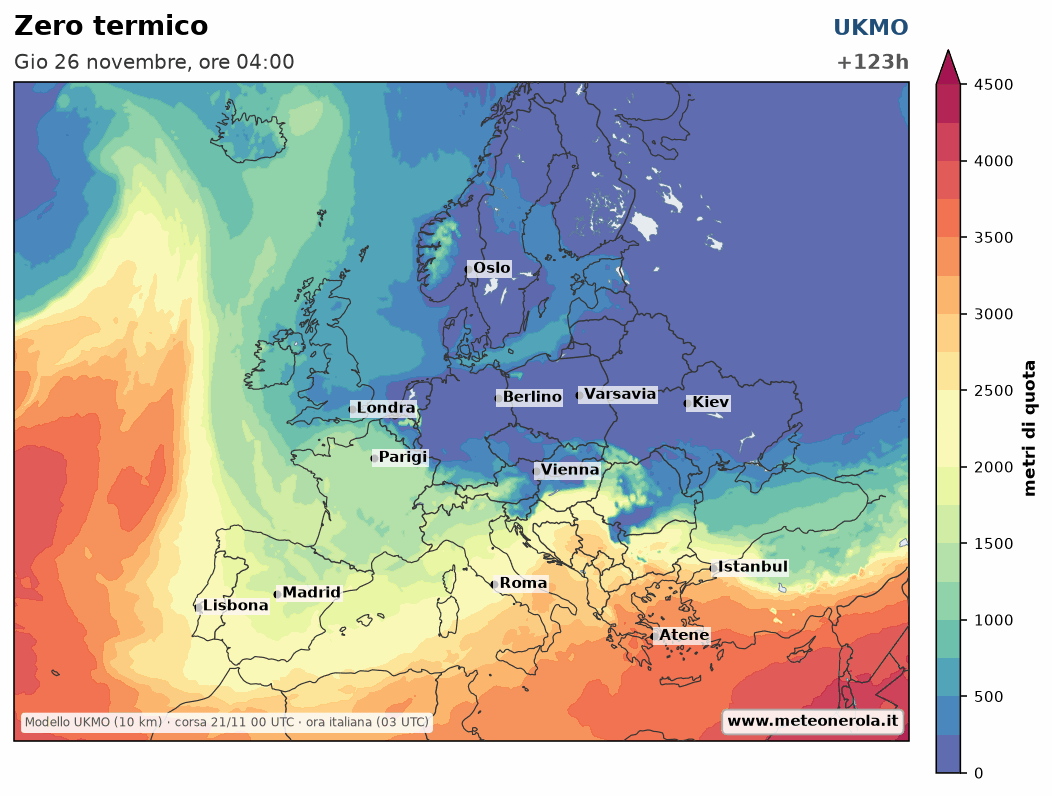 Zero termico
UKMO
Gio 26 novembre, ore 04:00
+123h
4500
4000
3500
3000
2500
2000
1500
1000
500
0
metri di quota
Oslo
Londra
Berlino
Varsavia
Kiev
Parigi
Vienna
Istanbul
Roma
Madrid
Lisbona
Atene
Modello UKMO (10 km) · corsa 21/11 00 UTC · ora italiana (03 UTC)
www.meteonerola.it